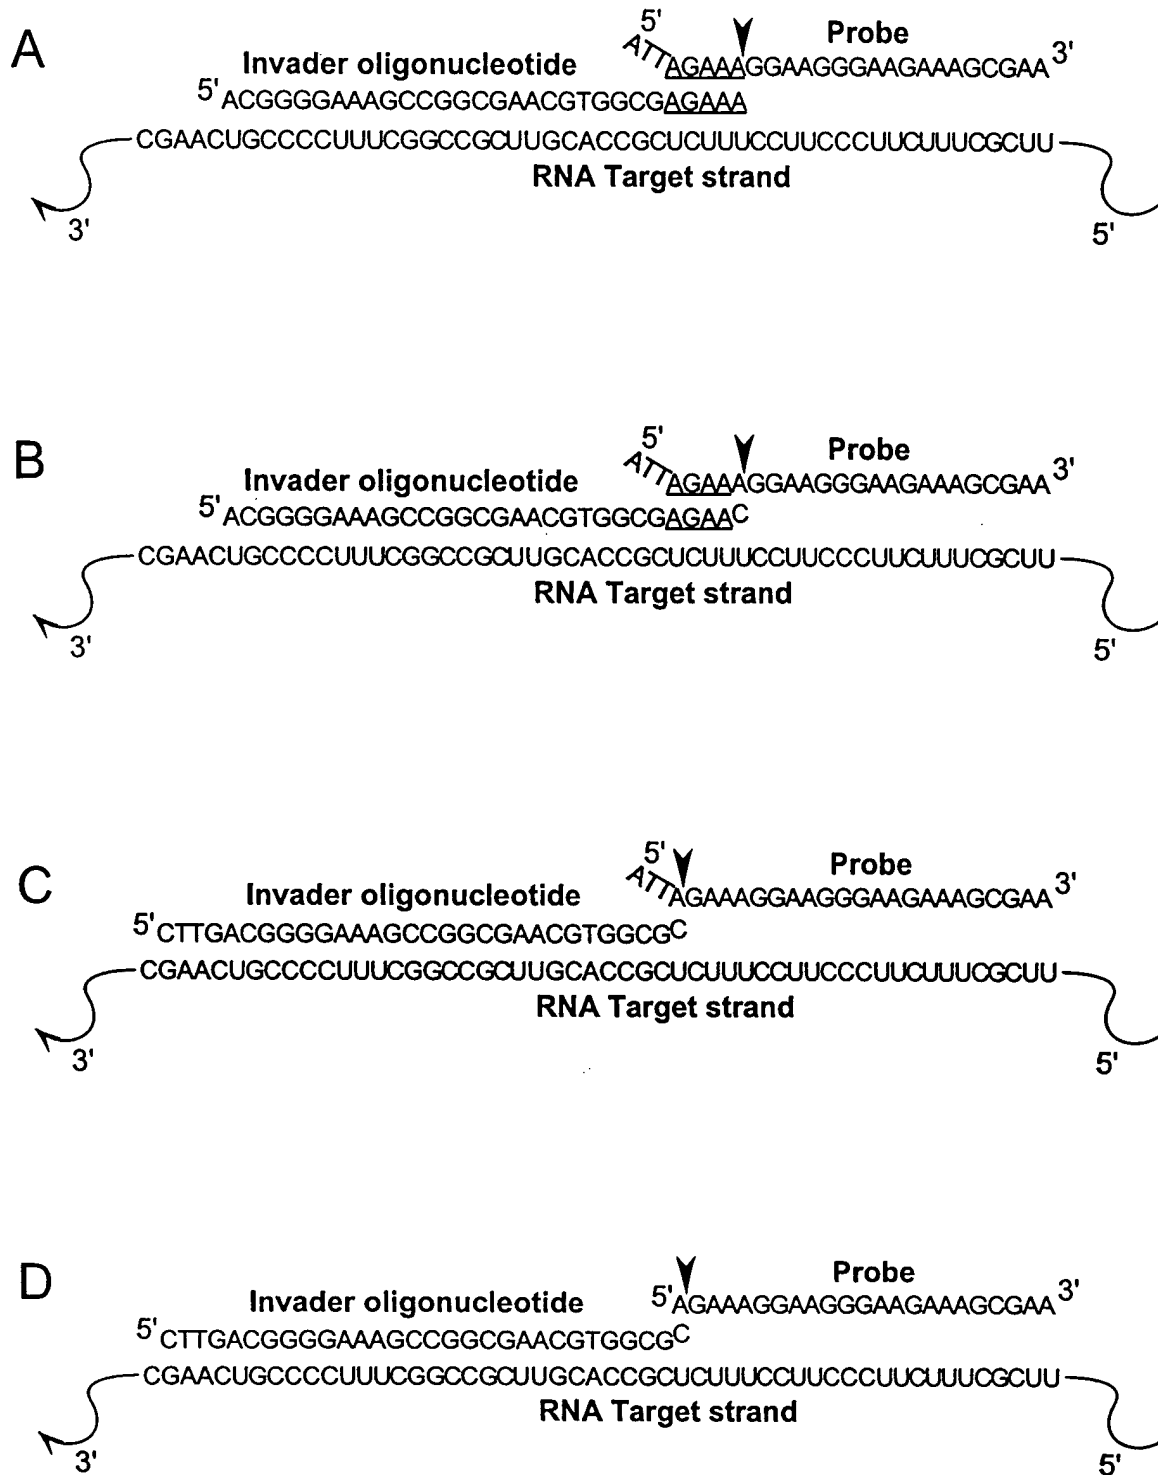 A
5'
Probe
ATTAGAAAGGAAGGGAAGAAAGCGAA 3'
Invader oligonucleotide
5' ACGGGGAAAGCCGGCGAACGTGGCGAGAAA
CGAACUGCCCCUUUCGGCCGCUUGCACCGCUCUUUCCUUCCCUUCUUUCGCUU
RNA Target strand
3'
5'
B
5'
Probe
ATTAGAAAGGAAGGGAAGAAAGCGAA 3'
Invader oligonucleotide
5' ACGGGGAAAGCCGGCGAACGTGGCGAGAAC
CGAACUGCCCCUUUCGGCCGCUUGCACCGCUCUUUCCUUCCCUUCUUUCGCUU
RNA Target strand
3'
5'
C
5'
Probe
ATTAGAAAGGAAGGGAAGAAAGCGAA 3'
Invader oligonucleotide
5' CTTGACGGGGAAAGCCGGCGAACGTGGCGC
CGAACUGCCCCUUUCGGCCGCUUGCACCGCUCUUUCCUUCCCUUCUUUCGCUU
RNA Target strand
3'
5'
D
Probe
5' AGAAAGGAAGGGAAGAAAGCGAA 3'
Invader oligonucleotide
5' CTTGACGGGGAAAGCCGGCGAACGTGGCGC
CGAACUGCCCCUUUCGGCCGCUUGCACCGCUCUUUCCUUCCCUUCUUUCGCUU
RNA Target strand
3'
5'